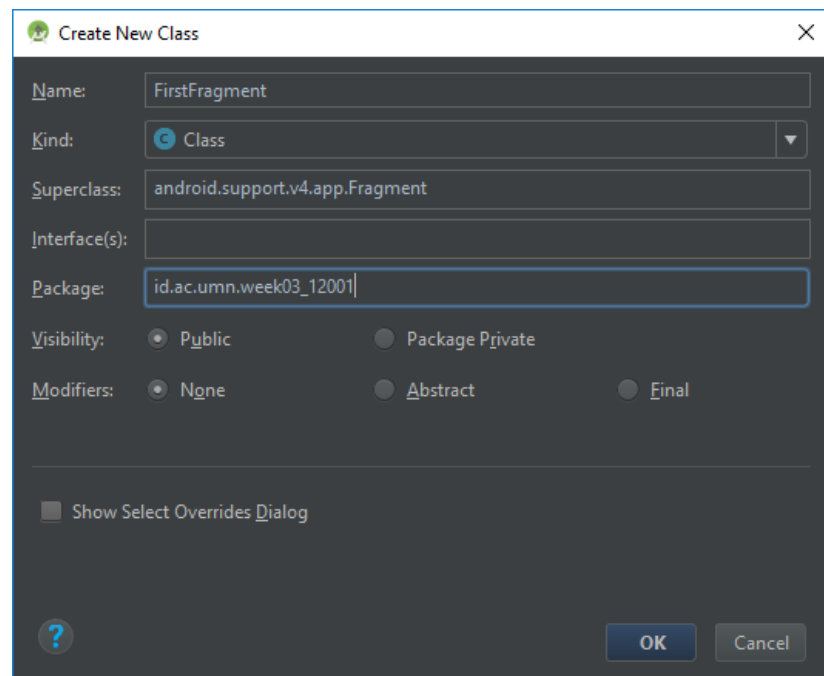 Create New Class
Name: FirstFragment
Kind: C Class
Superclass: android.support.v4.app.Fragment
Interface(s):
Package: id.ac.umn.week03_12001
Visibility: Public Package Private
Modifiers: None Abstract Final
Show Select Overrides Dialog
? OK Cancel